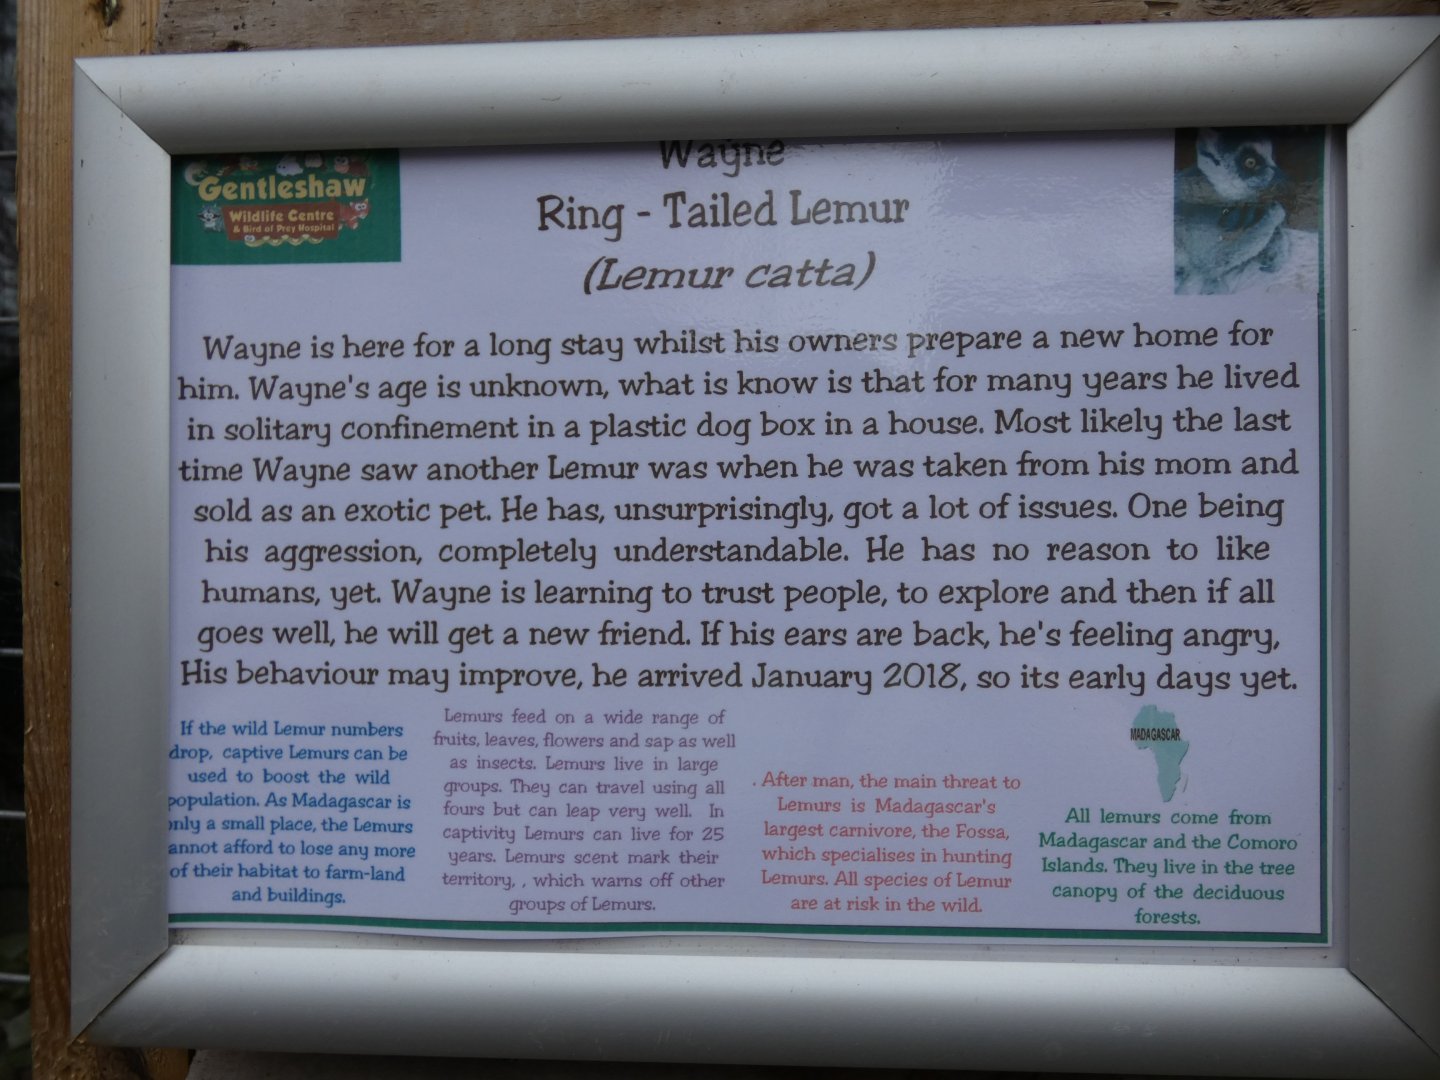 Gentleshaw
Wildlife Centre
& Bird of Prey Hospital
Wayne
Ring - Tailed Lemur
(Lemur catta)
Wayne is here for a long stay whilst his owners prepare a new home for
him. Wayne's age is unknown, what is know is that for many years he lived
in solitary confinement in a plastic dog box in a house. Most likely the last
time Wayne saw another Lemur was when he was taken from his mom and
sold as an exotic pet. He has, unsurprisingly, got a lot of issues. One being
his aggression, completely understandable. He has no reason to like
humans, yet. Wayne is learning to trust people, to explore and then if all
goes well, he will get a new friend. If his ears are back, he's feeling angry,
His behaviour may improve, he arrived January 2018, so its early days yet.
If the wild Lemur numbers
drop, captive Lemurs can be
used to boost the wild
population. As Madagascar is
only a small place, the Lemurs
annot afford to lose any more
of their habitat to farm-land
and buildings.
Lemurs feed on a wide range of
fruits, leaves, flowers and sap as well
as insects. Lemurs live in large
groups. They can travel using all
fours but can leap very well. In
captivity Lemurs can live for 25
years. Lemurs scent mark their
territory, , which warns off other
groups of Lemurs.
. After man, the main threat to
Lemurs is Madagascar's
largest carnivore, the Fossa,
which specialises in hunting
Lemurs. All species of Lemur
are at risk in the wild.
MADAGASCAR
All lemurs come from
Madagascar and the Comoro
Islands. They live in the tree
canopy of the deciduous
forests.